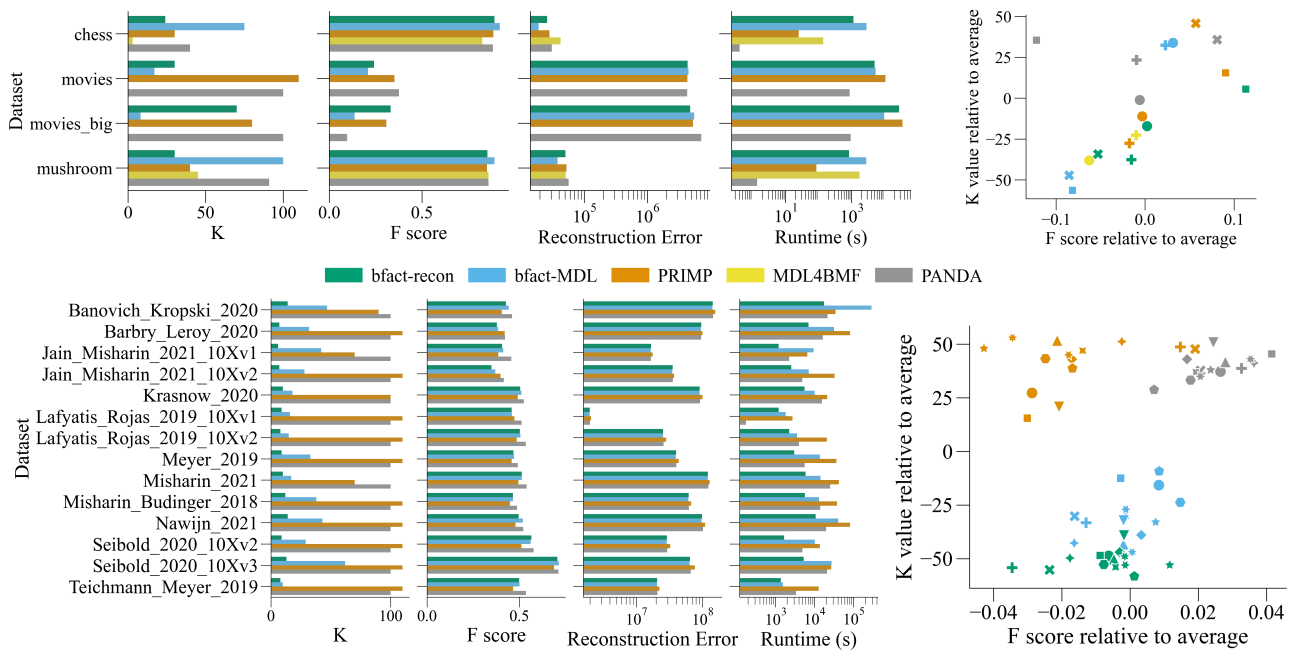 Dataset
chess
movies
movies_big
mushroom
0 50 100
K
0.0 0.5
F score
10^5 10^6
Reconstruction Error
10^1 10^3
Runtime (s)
K value relative to average
50
25
0
−25
−50
−0.1 0.0 0.1
F score relative to average
bfact-recon bfact-MDL PRIMP MDL4BMF PANDA
Dataset
Banovich_Kropski_2020
Barbry_Leroy_2020
Jain_Misharin_2021_10Xv1
Jain_Misharin_2021_10Xv2
Krasnow_2020
Lafyatis_Rojas_2019_10Xv1
Lafyatis_Rojas_2019_10Xv2
Meyer_2019
Misharin_2021
Misharin_Budinger_2018
Nawijn_2021
Seibold_2020_10Xv2
Seibold_2020_10Xv3
Teichmann_Meyer_2019
0 100
K
0.0 0.5
F score
10^7 10^8
Reconstruction Error
10^3 10^4 10^5
Runtime (s)
K value relative to average
50
25
0
−25
−50
−0.04 −0.02 0.00 0.02 0.04
F score relative to average